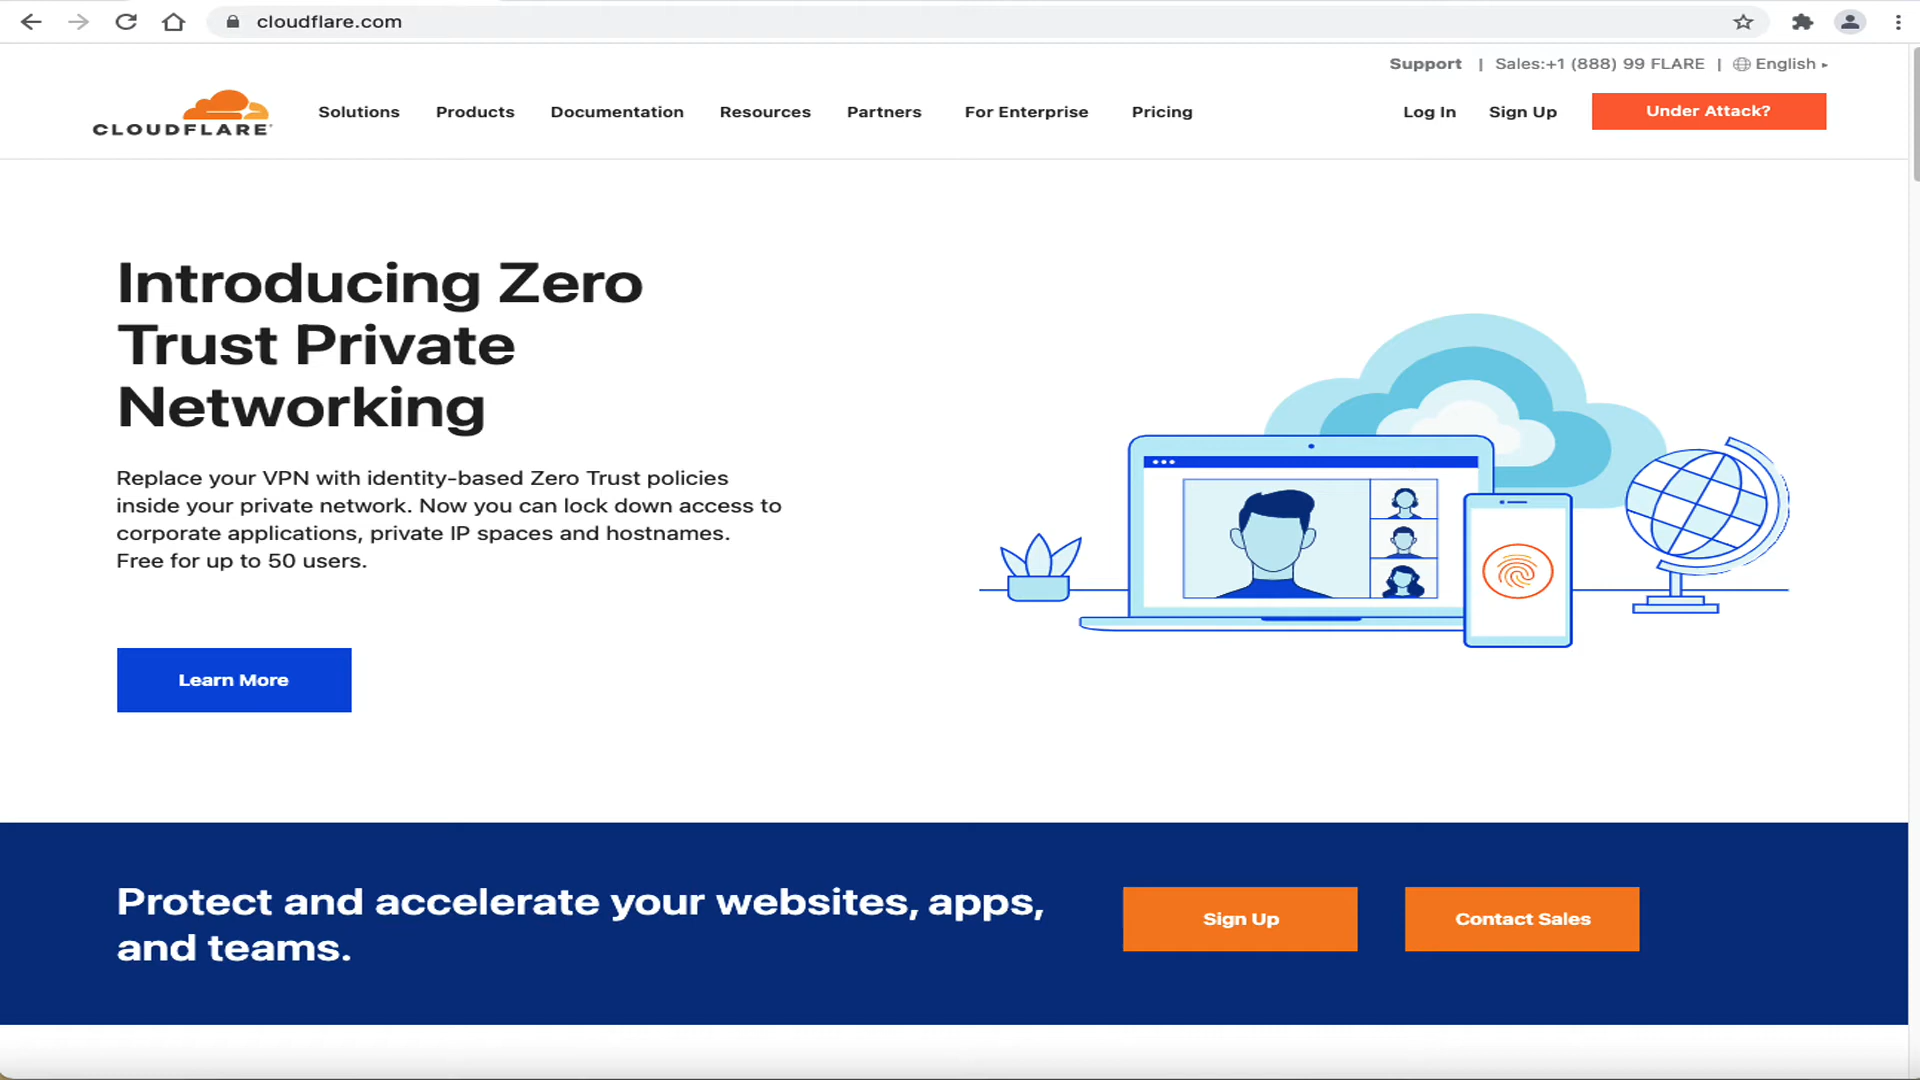 cloudflare.com
Support | Sales:+1 (888) 99 FLARE | English ▸
CLOUDFLARE
Solutions Products Documentation Resources Partners For Enterprise Pricing Log In Sign Up Under Attack?
Introducing Zero
Trust Private
Networking
Replace your VPN with identity-based Zero Trust policies
inside your private network. Now you can lock down access to
corporate applications, private IP spaces and hostnames.
Free for up to 50 users.
Learn More
Protect and accelerate your websites, apps,
and teams.
Sign Up
Contact Sales